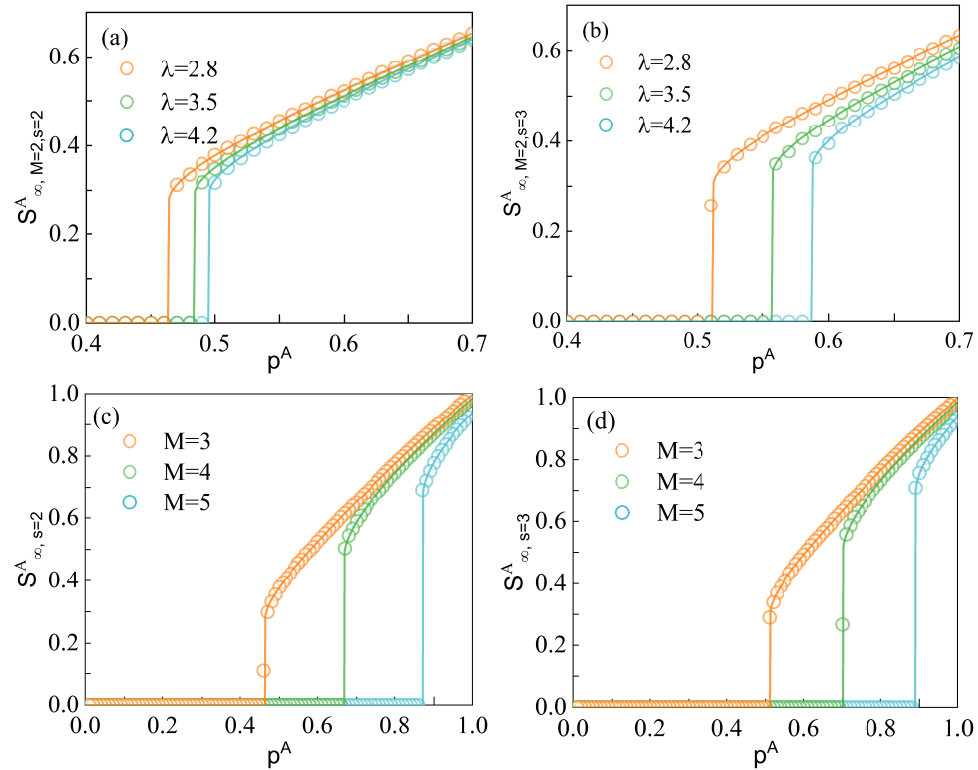 (a)
λ=2.8
λ=3.5
λ=4.2
S^A_∞, M=2,s=2
0.6
0.4
0.2
0.0
0.4 0.5 0.6 0.7
p^A
(b)
λ=2.8
λ=3.5
λ=4.2
S^A_∞, M=2,s=3
0.6
0.4
0.2
0.0
0.4 0.5 0.6 0.7
p^A
(c)
M=3
M=4
M=5
S^A_∞, s=2
1.0
0.8
0.6
0.4
0.2
0.0
0.0 0.2 0.4 0.6 0.8 1.0
p^A
(d)
M=3
M=4
M=5
S^A_∞, s=3
1.0
0.8
0.6
0.4
0.2
0.0
0.0 0.2 0.4 0.6 0.8 1.0
p^A